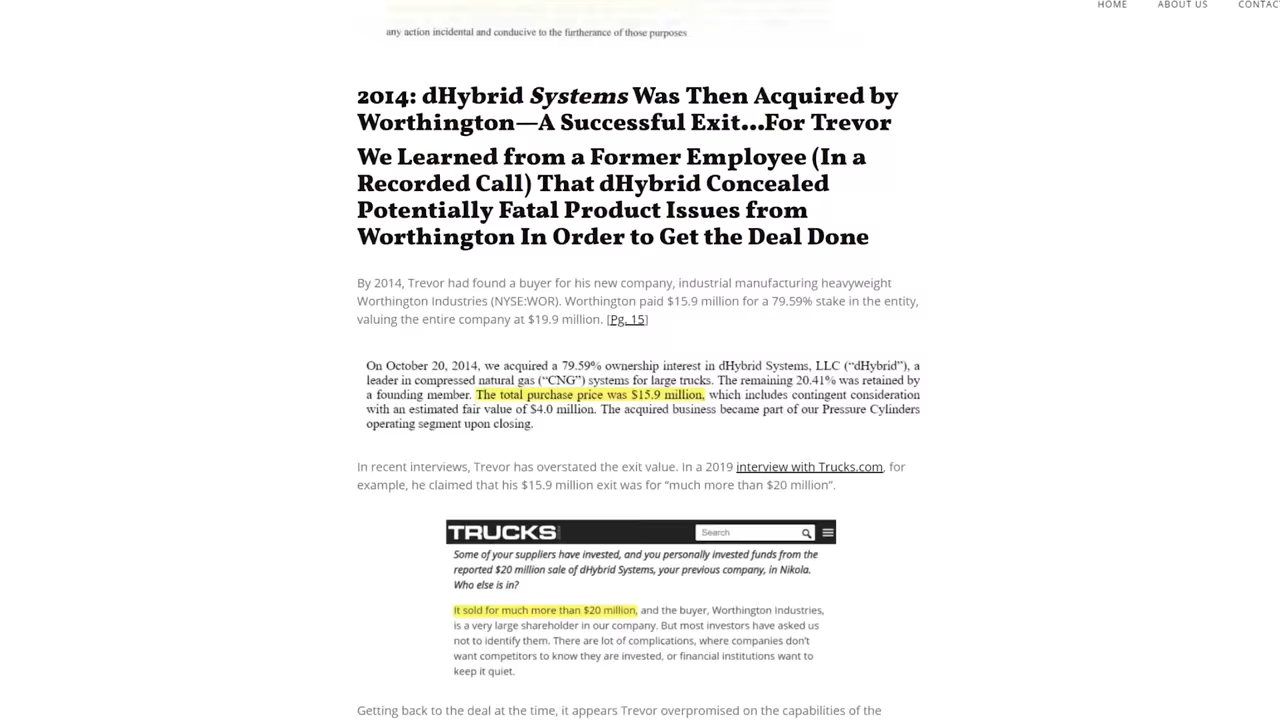 HOME ABOUT US CONTAC
any action incidental and conducive to the furtherance of those purposes
2014: dHybrid Systems Was Then Acquired by
Worthington—A Successful Exit…For Trevor
We Learned from a Former Employee (In a
Recorded Call) That dHybrid Concealed
Potentially Fatal Product Issues from
Worthington In Order to Get the Deal Done
By 2014, Trevor had found a buyer for his new company, industrial manufacturing heavyweight
Worthington Industries (NYSE:WOR). Worthington paid $15.9 million for a 79.59% stake in the entity,
valuing the entire company at $19.9 million. [Pg. 15]
On October 20, 2014, we acquired a 79.59% ownership interest in dHybrid Systems, LLC (“dHybrid”), a
leader in compressed natural gas (“CNG”) systems for large trucks. The remaining 20.41% was retained by
a founding member. The total purchase price was $15.9 million, which includes contingent consideration
with an estimated fair value of $4.0 million. The acquired business became part of our Pressure Cylinders
operating segment upon closing.
In recent interviews, Trevor has overstated the exit value. In a 2019 interview with Trucks.com, for
example, he claimed that his $15.9 million exit was for “much more than $20 million”.
TRUCKS Search
Some of your suppliers have invested, and you personally invested funds from the
reported $20 million sale of dHybrid Systems, your previous company, in Nikola.
Who else is in?
It sold for much more than $20 million, and the buyer, Worthington Industries,
is a very large shareholder in our company. But most investors have asked us
not to identify them. There are lot of complications, where companies don’t
want competitors to know they are invested, or financial institutions want to
keep it quiet.
Getting back to the deal at the time, it appears Trevor overpromised on the capabilities of the